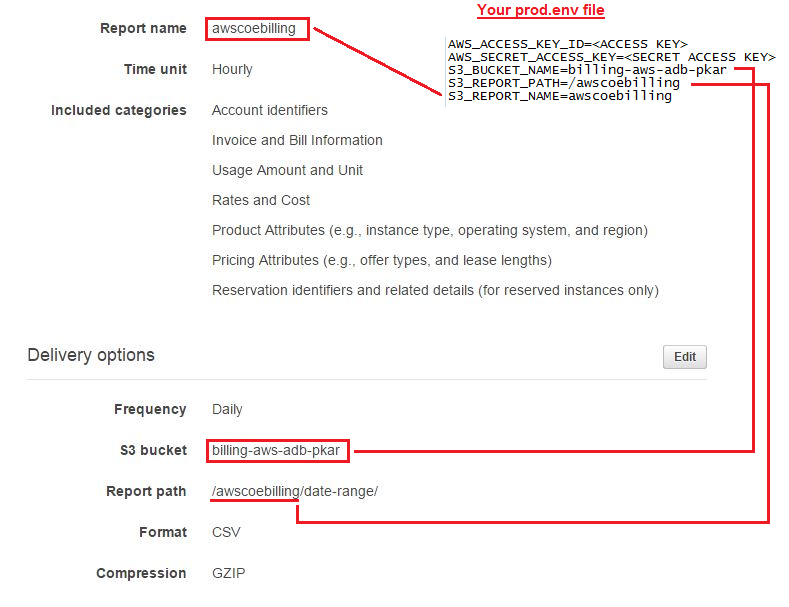 Your prod.env file
Report name awscoebilling
AWS_ACCESS_KEY_ID=<ACCESS KEY>
AWS_SECRET_ACCESS_KEY=<SECRET ACCESS KEY>
S3_BUCKET_NAME=billing-aws-adb-pkar
S3_REPORT_PATH=/awscoebilling
S3_REPORT_NAME=awscoebilling
Time unit Hourly
Included categories Account identifiers
Invoice and Bill Information
Usage Amount and Unit
Rates and Cost
Product Attributes (e.g., instance type, operating system, and region)
Pricing Attributes (e.g., offer types, and lease lengths)
Reservation identifiers and related details (for reserved instances only)
Delivery options Edit
Frequency Daily
S3 bucket billing-aws-adb-pkar
Report path /awscoebilling/date-range/
Format CSV
Compression GZIP